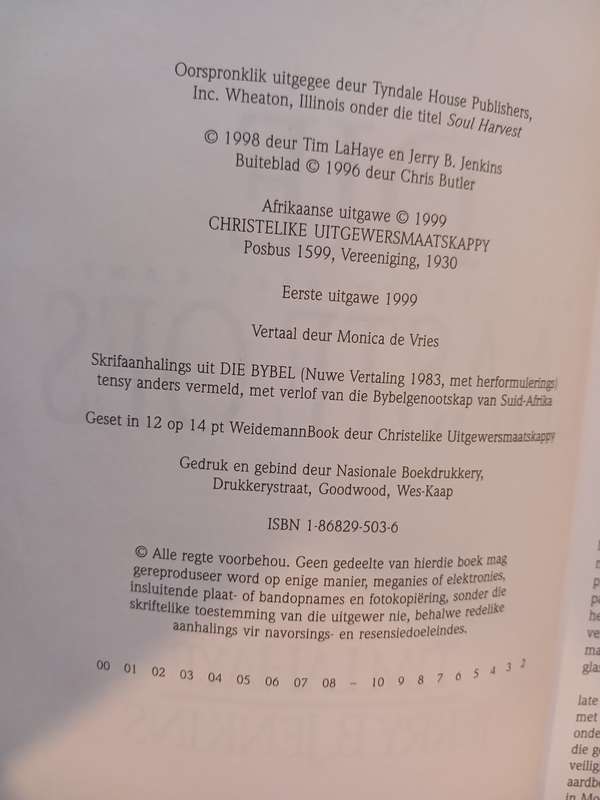 Oorspronklik uitgegee deur Tyndale House Publishers,
Inc. Wheaton, Illinois onder die titel Soul Harvest
© 1998 deur Tim LaHaye en Jerry B. Jenkins
Buiteblad © 1996 deur Chris Butler
Afrikaanse uitgawe © 1999
CHRISTELIKE UITGEWERSMAATSKAPPY
Posbus 1599, Vereeniging, 1930
Eerste uitgawe 1999
Vertaal deur Monica de Vries
Skrifaanhalings uit DIE BYBEL (Nuwe Vertaling 1983, met herformulerings)
tensy anders vermeld, met verlof van die Bybelgenootskap van Suid-Afrika
Geset in 12 op 14 pt WeidemannBook deur Christelike Uitgewersmaatskappy
Gedruk en gebind deur Nasionale Boekdrukkery,
Drukkerystraat, Goodwood, Wes-Kaap
ISBN 1-86829-503-6
© Alle regte voorbehou. Geen gedeelte van hierdie boek mag
gereproduseer word op enige manier, meganies of elektronies,
insluitende plaat- of bandopnames en fotokopiëring, sonder die
skriftelike toestemming van die uitgewer nie, behalwe redelike
aanhalings vir navorsings- en resensiedoeleindes.
00 01 02 03 04 05 06 07 08 – 10 9 8 7 6 5 4 3 2
late
met
onde
die g
veilig
aardb
in Mo